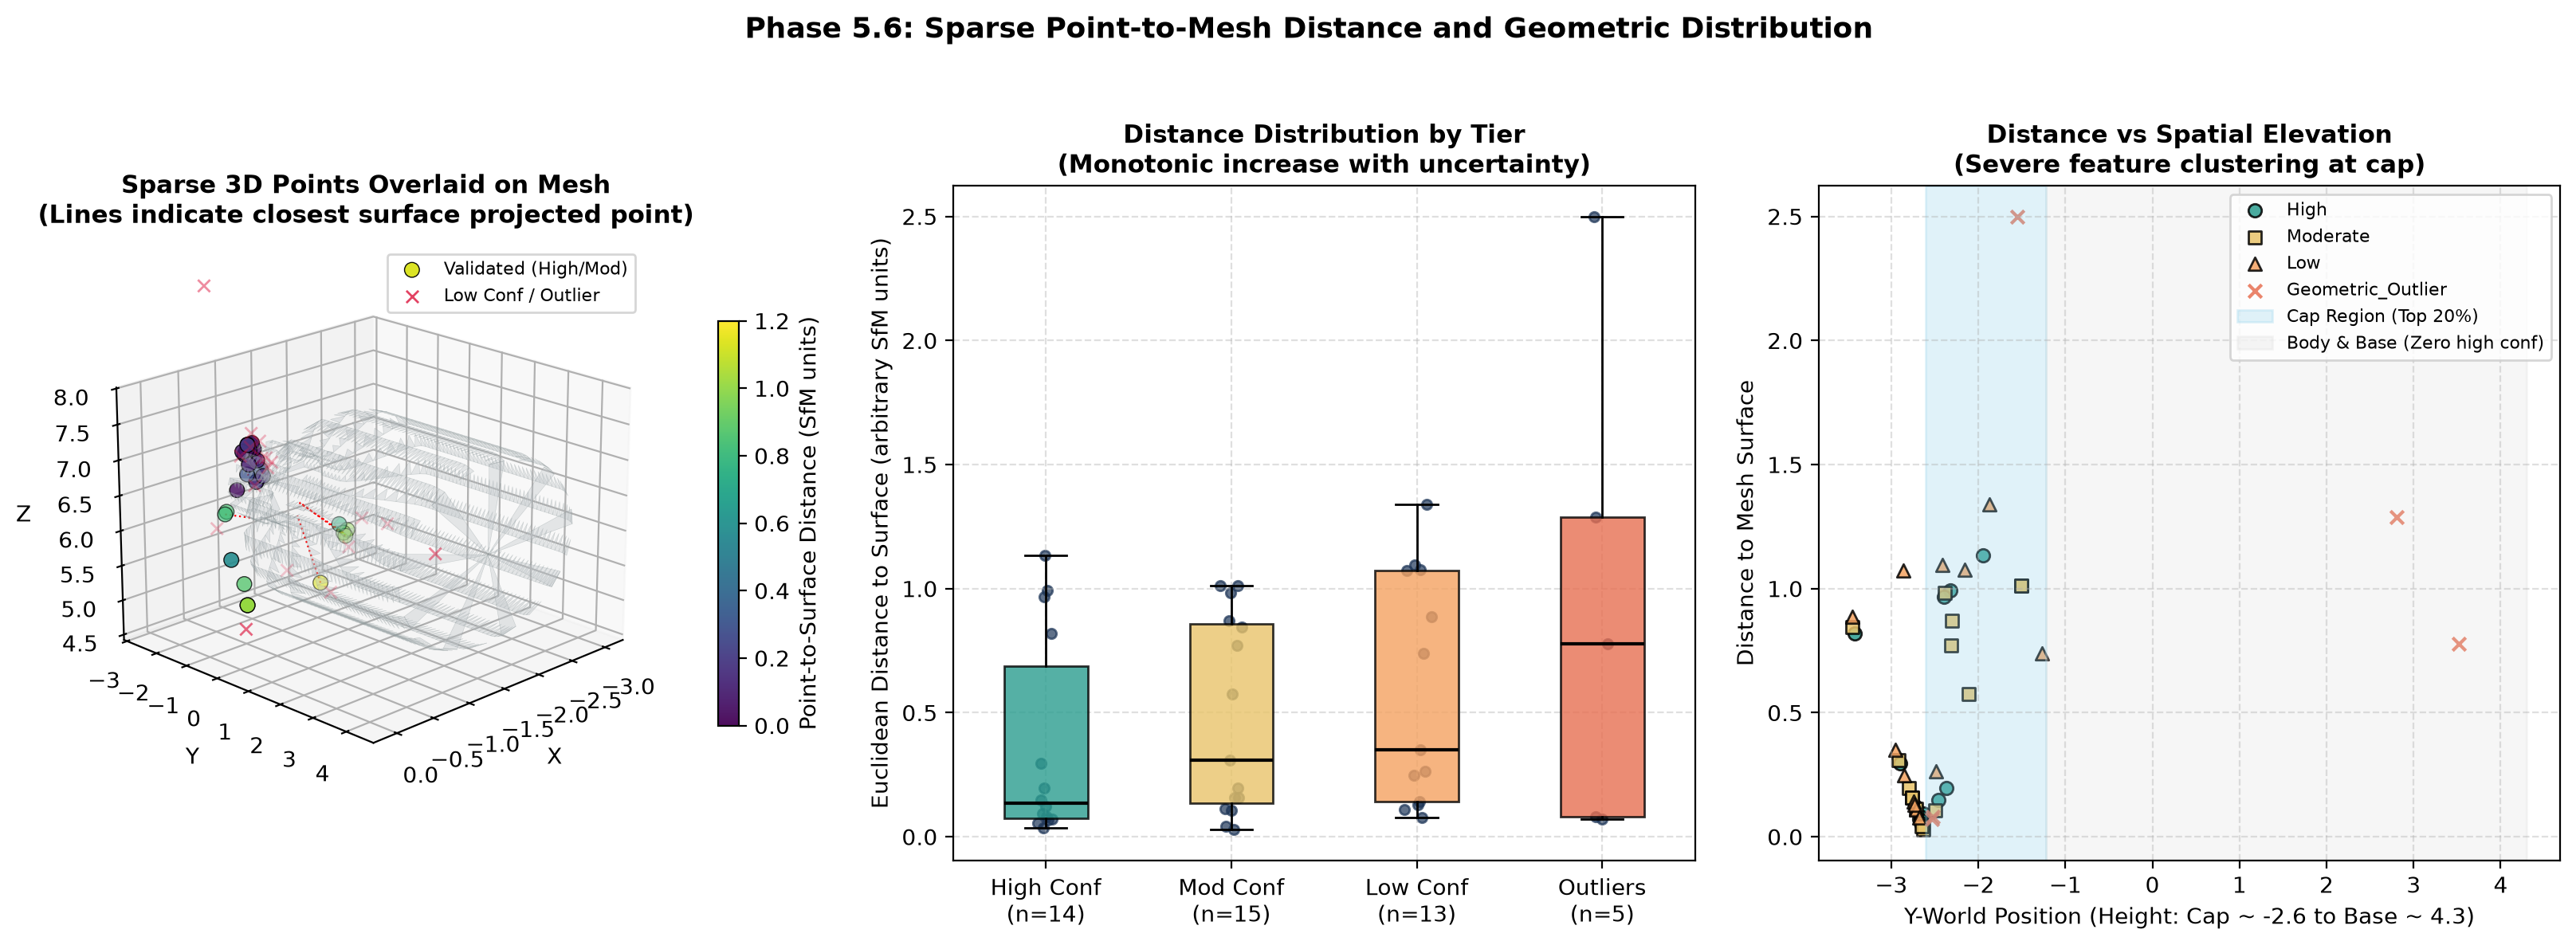 Phase 5.6: Sparse Point-to-Mesh Distance and Geometric Distribution
Sparse 3D Points Overlaid on Mesh
(Lines indicate closest surface projected point)
Validated (High/Mod)
Low Conf / Outlier
8.0
7.5
7.0
6.5
6.0
5.5
5.0
4.5
Z
−3
−2
−1
0
1
2
3
4
Y
0.0
−0.5
−1.0
−1.5
−2.0
−2.5
−3.0
X
1.2
1.0
0.8
0.6
0.4
0.2
0.0
Point-to-Surface Distance (SfM units)
Distance Distribution by Tier
(Monotonic increase with uncertainty)
Euclidean Distance to Surface (arbitrary SfM units)
2.5
2.0
1.5
1.0
0.5
0.0
High Conf
(n=14)
Mod Conf
(n=15)
Low Conf
(n=13)
Outliers
(n=5)
Distance vs Spatial Elevation
(Severe feature clustering at cap)
Distance to Mesh Surface
2.5
2.0
1.5
1.0
0.5
0.0
High
Moderate
Low
Geometric_Outlier
Cap Region (Top 20%)
Body & Base (Zero high conf)
−3
−2
−1
0
1
2
3
4
Y-World Position (Height: Cap ~ -2.6 to Base ~ 4.3)